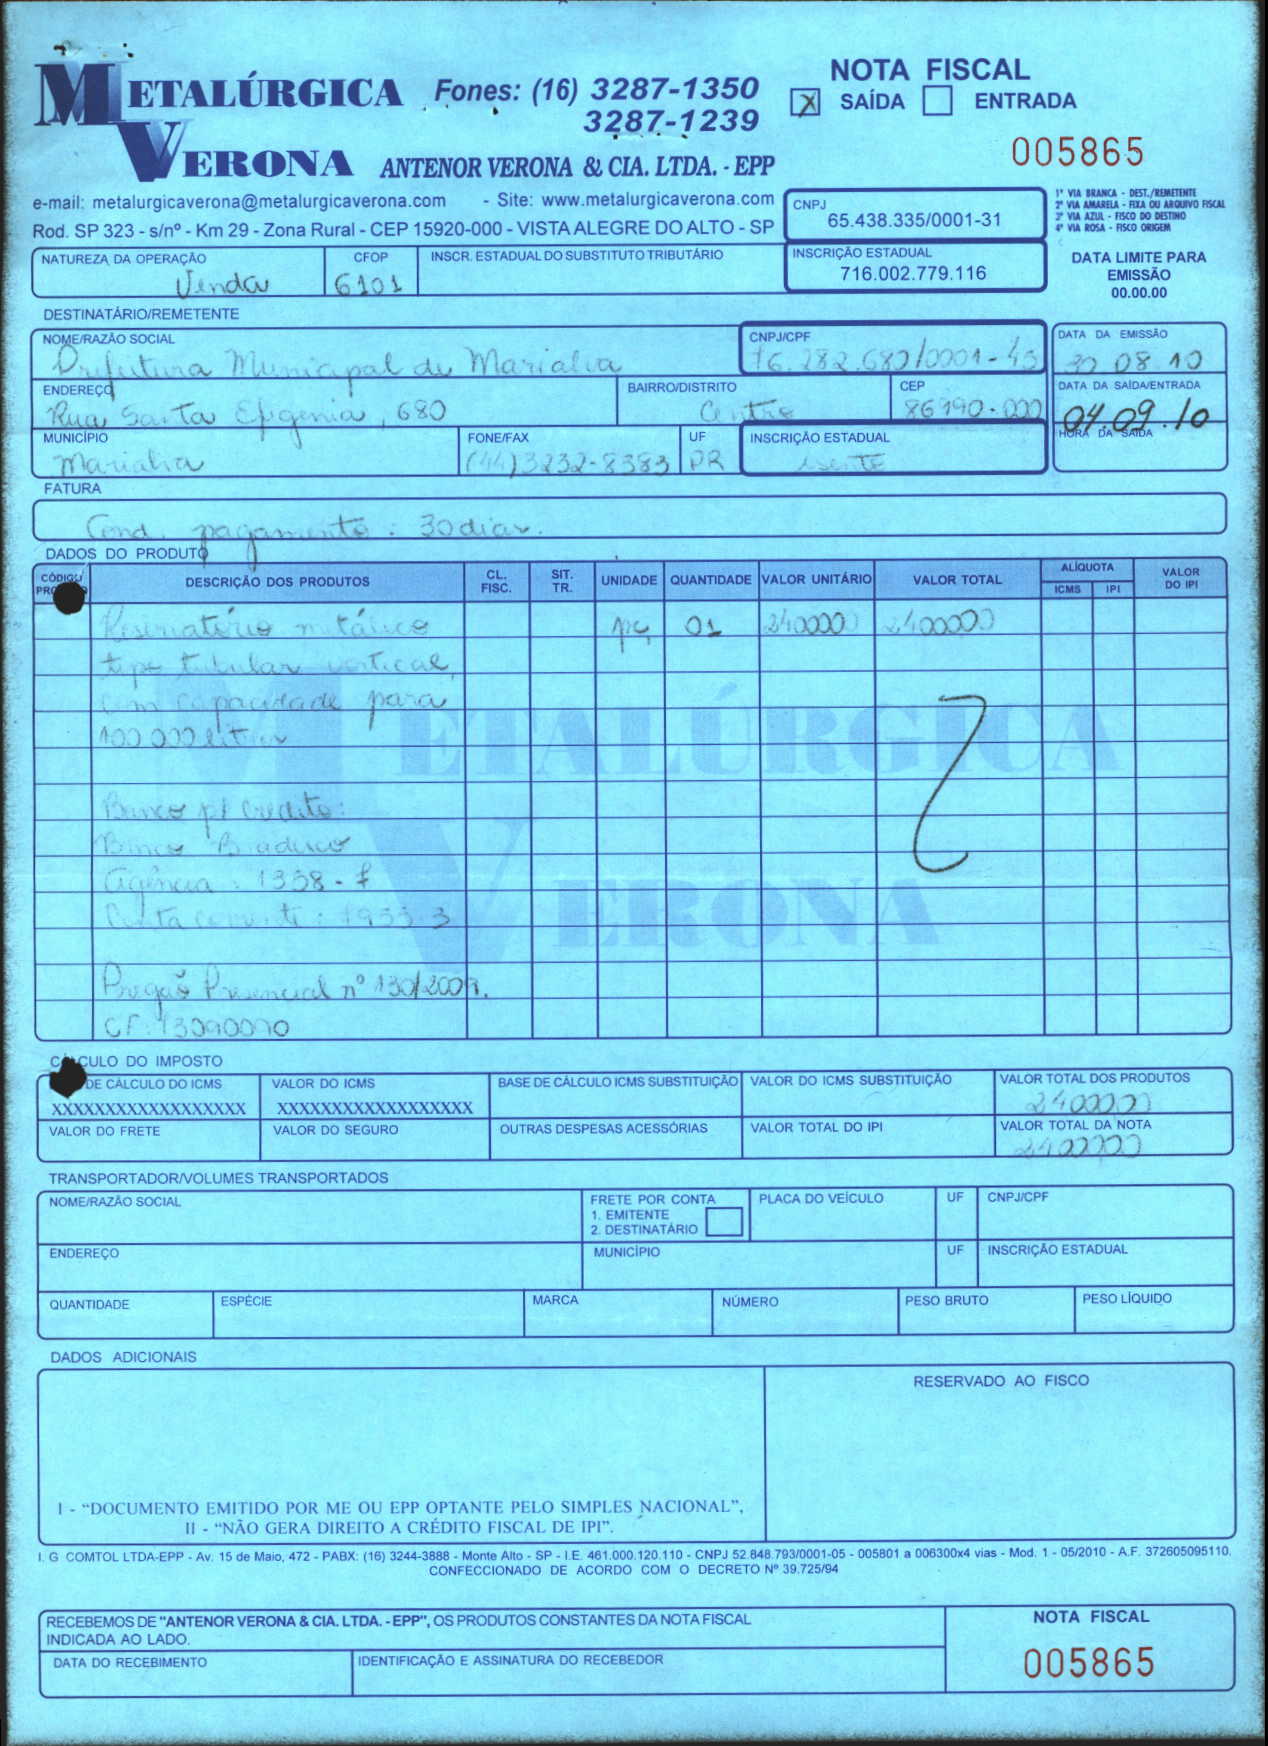 METALÚRGICA VERONA
Fones: (16) 3287-1350
3287-1239
ANTENOR VERONA & CIA. LTDA. - EPP
NOTA FISCAL
X SAÍDA ENTRADA
005865
e-mail: metalurgicaverona@metalurgicaverona.com - Site: www.metalurgicaverona.com
Rod. SP 323 - s/nº - Km 29 - Zona Rural - CEP 15920-000 - VISTA ALEGRE DO ALTO - SP
CNPJ
65.438.335/0001-31
1ª VIA BRANCA - DEST./REMETENTE
2ª VIA AMARELA - FIXA OU ARQUIVO FISCAL
3ª VIA AZUL - FISCO DO DESTINO
4ª VIA ROSA - FISCO ORIGEM
NATUREZA DA OPERAÇÃO CFOP INSCR. ESTADUAL DO SUBSTITUTO TRIBUTÁRIO
Venda 6101
INSCRIÇÃO ESTADUAL
716.002.779.116
DATA LIMITE PARA
EMISSÃO
00.00.00
DESTINATÁRIO/REMETENTE
NOME/RAZÃO SOCIAL CNPJ/CPF DATA DA EMISSÃO
Prefeitura Municipal de Marialva 76.282.680/0001-45 30 08 10
ENDEREÇO BAIRRO/DISTRITO CEP DATA DA SAÍDA/ENTRADA
Rua Santa Efigenia, 680 Centro 86990-000 04.09.10
MUNICÍPIO FONE/FAX UF INSCRIÇÃO ESTADUAL HORA DA SAÍDA
Marialva (44)3232-8383 PR isente
FATURA
Cond. pagamento: 30 dias.
DADOS DO PRODUTO
CÓDIGO DESCRIÇÃO DOS PRODUTOS CL. FISC. SIT. TR. UNIDADE QUANTIDADE VALOR UNITÁRIO VALOR TOTAL ALÍQUOTA ICMS IPI VALOR DO IPI
Reservatório metálico pç 01 2400000 2400000
tipo tubular vertical,
com capacidade para
100.000 litros
METALÚRGICA
VERONA
Banco p/ crédito:
Banco Bradesco
Agência: 1358-7
Conta corrente: 1955-3
Pregão Presencial nº 130/2009.
CF: 73090090
CÁLCULO DO IMPOSTO
DE CÁLCULO DO ICMS VALOR DO ICMS BASE DE CÁLCULO ICMS SUBSTITUIÇÃO VALOR DO ICMS SUBSTITUIÇÃO VALOR TOTAL DOS PRODUTOS
XXXXXXXXXXXXXXXXXX XXXXXXXXXXXXXXXXXX 2400000
VALOR DO FRETE VALOR DO SEGURO OUTRAS DESPESAS ACESSÓRIAS VALOR TOTAL DO IPI VALOR TOTAL DA NOTA
2400000
TRANSPORTADOR/VOLUMES TRANSPORTADOS
NOME/RAZÃO SOCIAL FRETE POR CONTA PLACA DO VEÍCULO UF CNPJ/CPF
1. EMITENTE
2. DESTINATÁRIO
ENDEREÇO MUNICÍPIO UF INSCRIÇÃO ESTADUAL
QUANTIDADE ESPÉCIE MARCA NÚMERO PESO BRUTO PESO LÍQUIDO
DADOS ADICIONAIS
RESERVADO AO FISCO
I - “DOCUMENTO EMITIDO POR ME OU EPP OPTANTE PELO SIMPLES NACIONAL”,
II - “NÃO GERA DIREITO A CRÉDITO FISCAL DE IPI”.
I. G COMTOL LTDA-EPP - Av. 15 de Maio, 472 - PABX: (16) 3244-3888 - Monte Alto - SP - I.E. 461.000.120.110 - CNPJ 52.848.793/0001-05 - 005801 a 006300x4 vias - Mod. 1 - 05/2010 - A.F. 372605095110.
CONFECCIONADO DE ACORDO COM O DECRETO Nº 39.725/94
RECEBEMOS DE "ANTENOR VERONA & CIA. LTDA. - EPP", OS PRODUTOS CONSTANTES DA NOTA FISCAL
INDICADA AO LADO.
NOTA FISCAL
DATA DO RECEBIMENTO IDENTIFICAÇÃO E ASSINATURA DO RECEBEDOR
005865